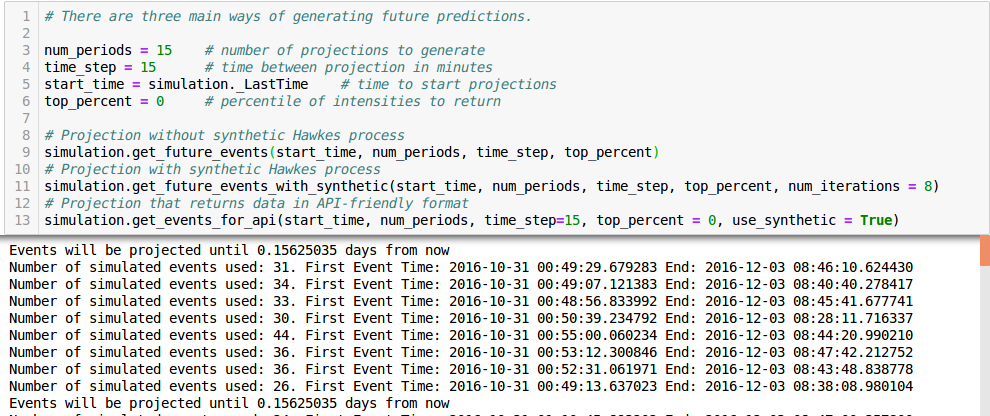 1 # There are three main ways of generating future predictions.
2
3 num_periods = 15 # number of projections to generate
4 time_step = 15 # time between projection in minutes
5 start_time = simulation._LastTime # time to start projections
6 top_percent = 0 # percentile of intensities to return
7
8 # Projection without synthetic Hawkes process
9 simulation.get_future_events(start_time, num_periods, time_step, top_percent)
10 # Projection with synthetic Hawkes process
11 simulation.get_future_events_with_synthetic(start_time, num_periods, time_step, top_percent, num_iterations = 8)
12 # Projection that returns data in API-friendly format
13 simulation.get_events_for_api(start_time, num_periods, time_step=15, top_percent = 0, use_synthetic = True)
Events will be projected until 0.15625035 days from now
Number of simulated events used: 31. First Event Time: 2016-10-31 00:49:29.679283 End: 2016-12-03 08:46:10.624430
Number of simulated events used: 34. First Event Time: 2016-10-31 00:49:07.121383 End: 2016-12-03 08:40:40.278417
Number of simulated events used: 33. First Event Time: 2016-10-31 00:48:56.833992 End: 2016-12-03 08:45:41.677741
Number of simulated events used: 30. First Event Time: 2016-10-31 00:50:39.234792 End: 2016-12-03 08:28:11.716337
Number of simulated events used: 44. First Event Time: 2016-10-31 00:55:00.060234 End: 2016-12-03 08:44:20.990210
Number of simulated events used: 36. First Event Time: 2016-10-31 00:53:12.300846 End: 2016-12-03 08:47:42.212752
Number of simulated events used: 36. First Event Time: 2016-10-31 00:52:31.061971 End: 2016-12-03 08:43:48.838778
Number of simulated events used: 26. First Event Time: 2016-10-31 00:49:13.637023 End: 2016-12-03 08:38:08.980104
Events will be projected until 0.15625035 days from now